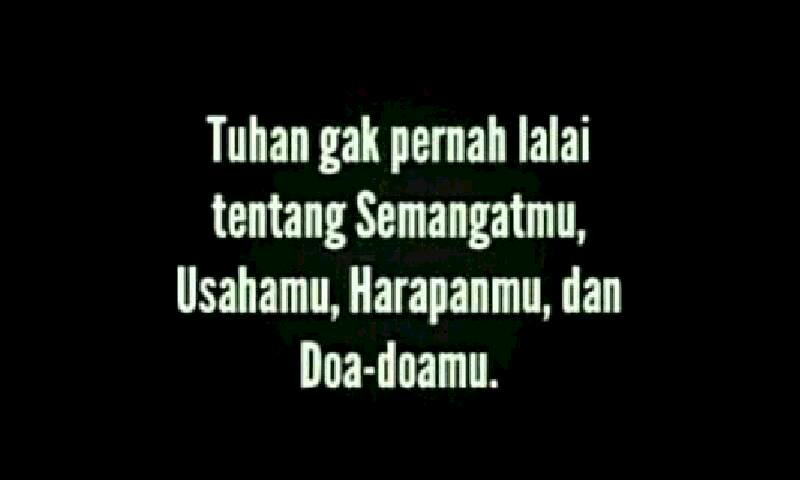 Tuhan gak pernah lalai
tentang Semangatmu,
Usahamu, Harapanmu, dan
Doa-doamu.